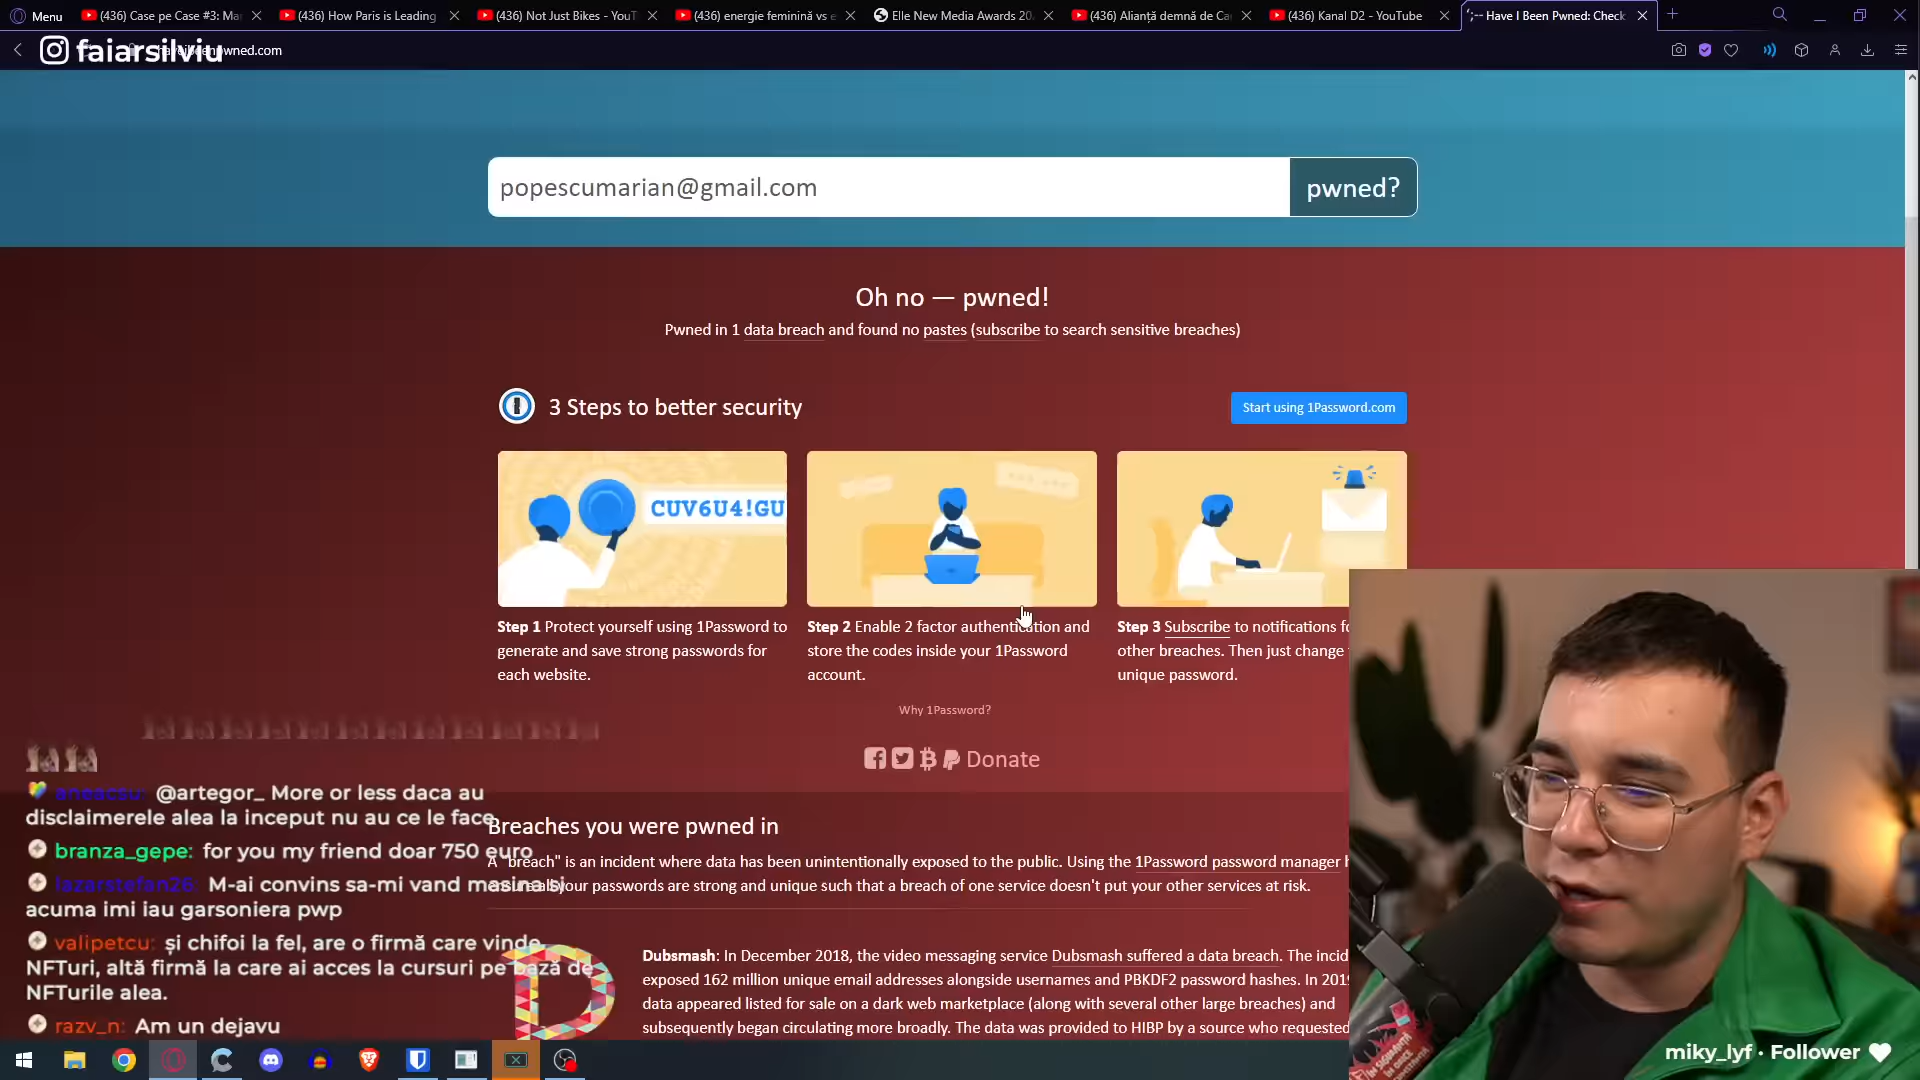 Menu
(436) Case pe Case #3: Ma
(436) How Paris is Leading
(436) Not Just Bikes - YouT
(436) energie feminină vs e
Elle New Media Awards 20
(436) Alianță demnă de Ca
(436) Kanal D2 - YouTube
Have I Been Pwned: Check
faiarsilviu
pwned.com
popescumarian@gmail.com
pwned?
Oh no — pwned!
Pwned in 1 data breach and found no pastes (subscribe to search sensitive breaches)
3 Steps to better security
Start using 1Password.com
CUV6U4!GU
Step 1 Protect yourself using 1Password to
generate and save strong passwords for
each website.
Step 2 Enable 2 factor authentication and
store the codes inside your 1Password
account.
Step 3 Subscribe to notifications fo
other breaches. Then just change
unique password.
Why 1Password?
Donate
Breaches you were pwned in
A "breach" is an incident where data has been unintentionally exposed to the public. Using the 1Password password manager h
your passwords are strong and unique such that a breach of one service doesn't put your other services at risk.
Dubsmash: In December 2018, the video messaging service Dubsmash suffered a data breach. The incid
exposed 162 million unique email addresses alongside usernames and PBKDF2 password hashes. In 2019
data appeared listed for sale on a dark web marketplace (along with several other large breaches) and
subsequently began circulating more broadly. The data was provided to HIBP by a source who requested
aneacsu: @artegor_ More or less daca au
disclaimerele alea la inceput nu au ce le face
branza_gepe: for you my friend doar 750 euro
lazarstefan26: M-ai convins sa-mi vand masina si
acuma imi iau garsoniera pwp
valipetcu: și chifoi la fel, are o firmă care vinde
NFTuri, altă firmă la care ai acces la cursuri pe bază de
NFTurile alea.
razv_n: Am un dejavu
miky_lyf · Follower